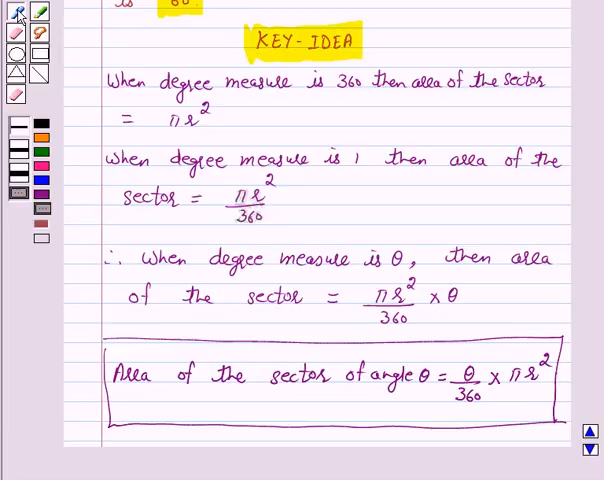 is 60.
KEY-IDEA
When degree measure is 360 then area of the sector
= πr²
When degree measure is 1 then area of the
sector = πr²/360
∴ When degree measure is θ, then area
of the sector = πr²/360 × θ
Area of the sector of angle θ = θ/360 × πr²